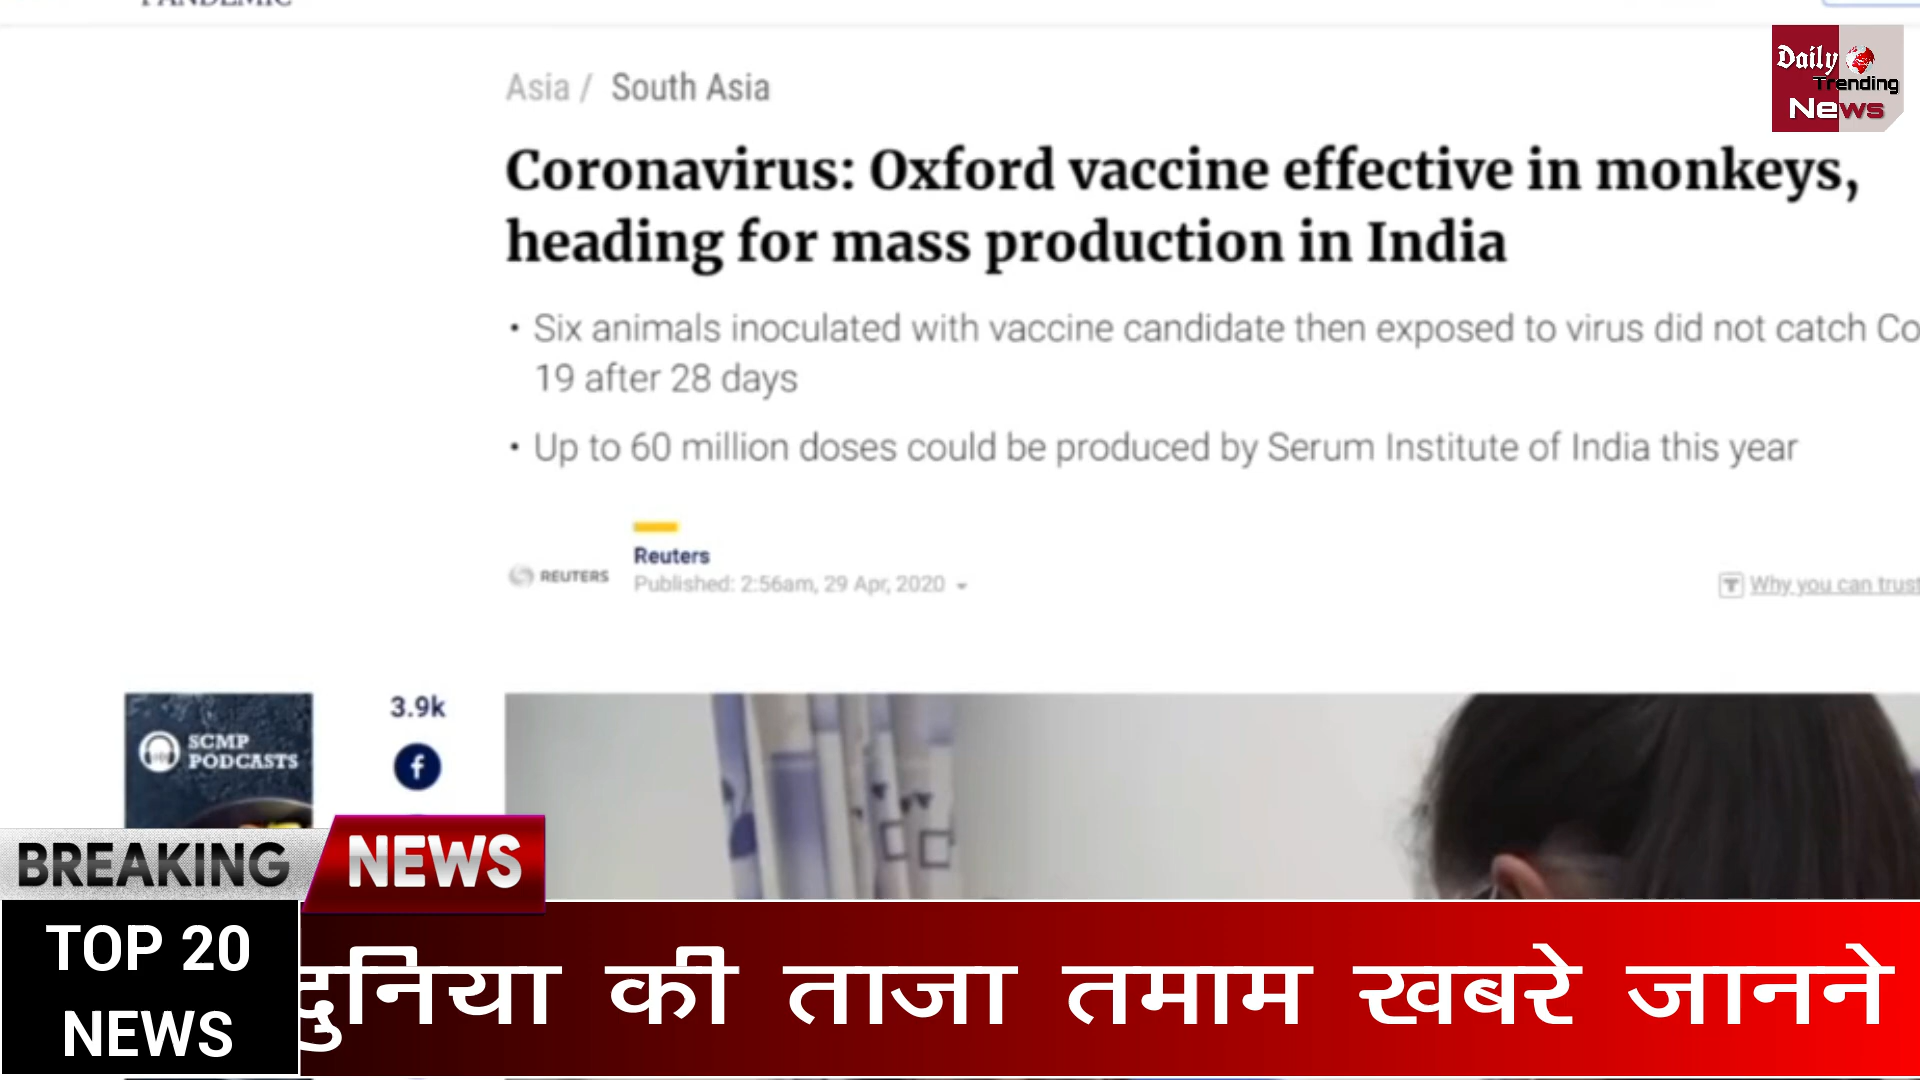 PANDEMIC
Daily
Trending
News
Asia / South Asia
Coronavirus: Oxford vaccine effective in monkeys,
heading for mass production in India
• Six animals inoculated with vaccine candidate then exposed to virus did not catch Co
19 after 28 days
• Up to 60 million doses could be produced by Serum Institute of India this year
REUTERS
Reuters
Published: 2:56am, 29 Apr, 2020
Why you can trust
SCMP
PODCASTS
3.9k
f
BREAKING NEWS
TOP 20
NEWS
दुनिया की ताजा तमाम खबरे जानने